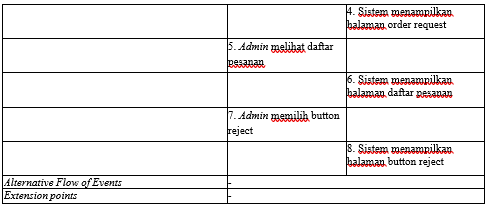 4. Sistem menampilkan
halaman order request
5. Admin melihat daftar
pesanan
6. Sistem menampilkan
halaman daftar pesanan
7. Admin memilih button
reject
8. Sistem menampilkan
halaman button reject
Alternative Flow of Events -
Extension points -